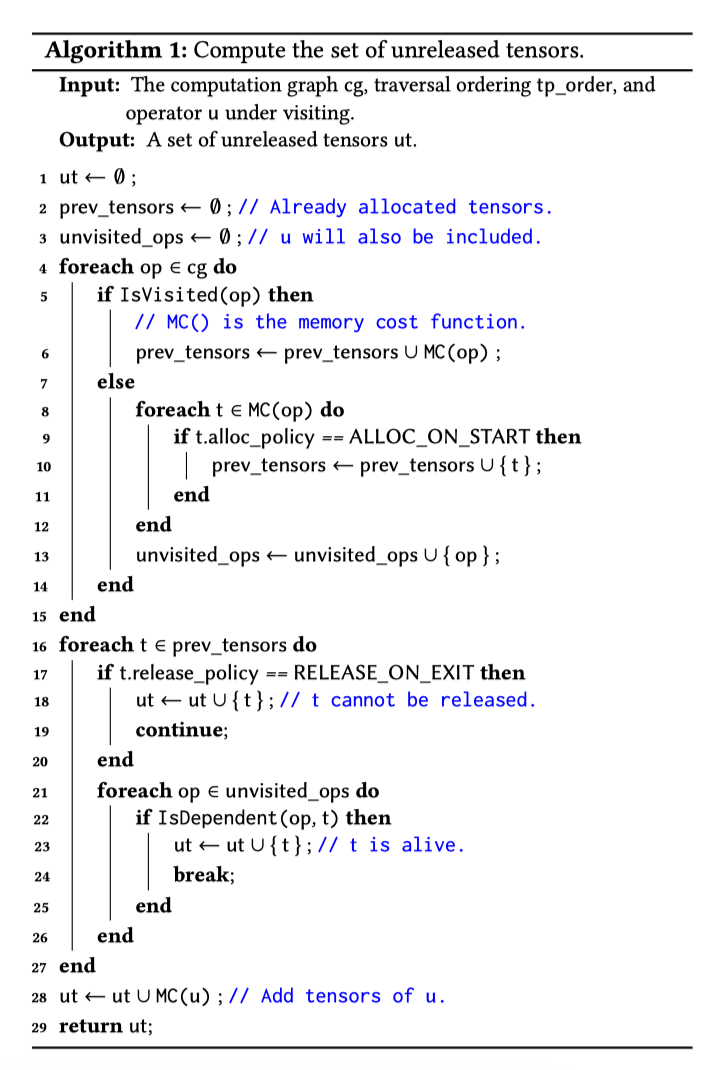 Algorithm 1: Compute the set of unreleased tensors.
Input: The computation graph cg, traversal ordering tp_order, and
operator u under visiting.
Output: A set of unreleased tensors ut.
1 ut ← ∅ ;
2 prev_tensors ← ∅ ; // Already allocated tensors.
3 unvisited_ops ← ∅ ; // u will also be included.
4 foreach op ∈ cg do
5 if IsVisited(op) then
// MC() is the memory cost function.
6 prev_tensors ← prev_tensors ∪ MC(op) ;
7 else
8 foreach t ∈ MC(op) do
9 if t.alloc_policy == ALLOC_ON_START then
10 prev_tensors ← prev_tensors ∪ { t } ;
11 end
12 end
13 unvisited_ops ← unvisited_ops ∪ { op } ;
14 end
15 end
16 foreach t ∈ prev_tensors do
17 if t.release_policy == RELEASE_ON_EXIT then
18 ut ← ut ∪ { t } ; // t cannot be released.
19 continue;
20 end
21 foreach op ∈ unvisited_ops do
22 if IsDependent(op, t) then
23 ut ← ut ∪ { t } ; // t is alive.
24 break;
25 end
26 end
27 end
28 ut ← ut ∪ MC(u) ; // Add tensors of u.
29 return ut;